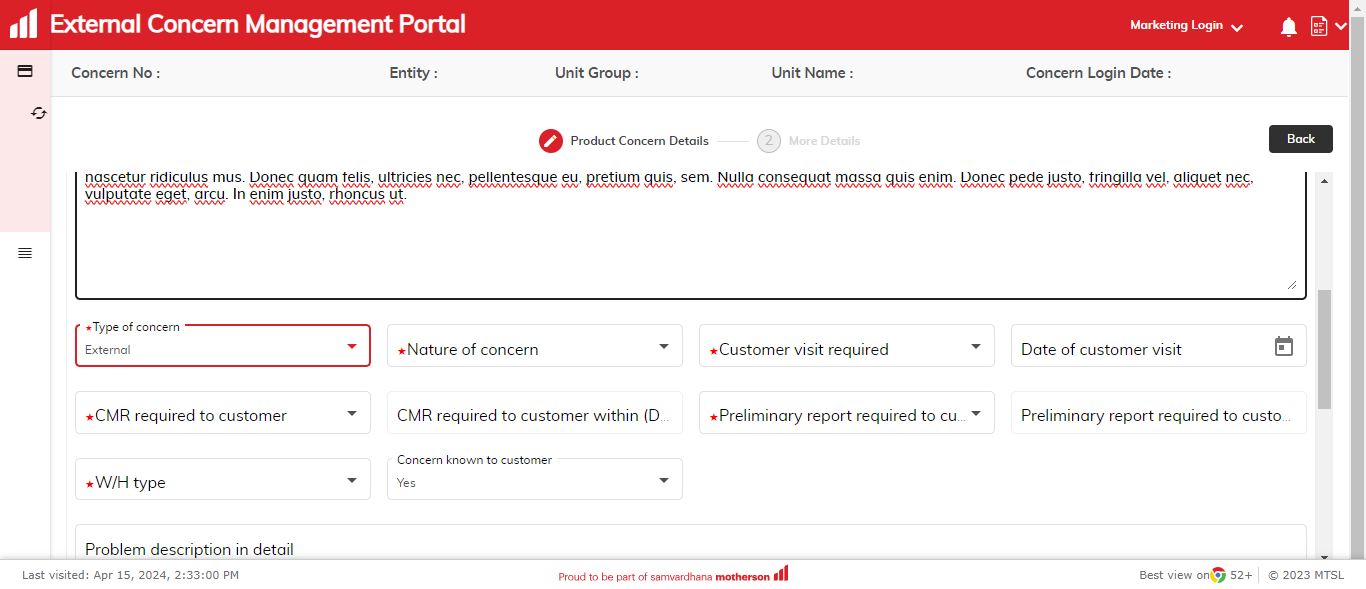 External Concern Management Portal
Marketing Login
Concern No : Entity : Unit Group : Unit Name : Concern Login Date :
Product Concern Details 2 More Details Back
nascetur ridiculus mus. Donec quam felis, ultricies nec, pellentesque eu, pretium quis, sem. Nulla consequat massa quis enim. Donec pede justo, fringilla vel, aliquet nec,
vulputate eget, arcu. In enim justo, rhoncus ut.
★Type of concern
External ★Nature of concern ★Customer visit required Date of customer visit
★CMR required to customer CMR required to customer within (D... ★Preliminary report required to cu... Preliminary report required to custo...
Concern known to customer
★W/H type Yes
Problem description in detail
Last visited: Apr 15, 2024, 2:33:00 PM Proud to be part of samvardhana motherson Best view on 52+ © 2023 MTSL